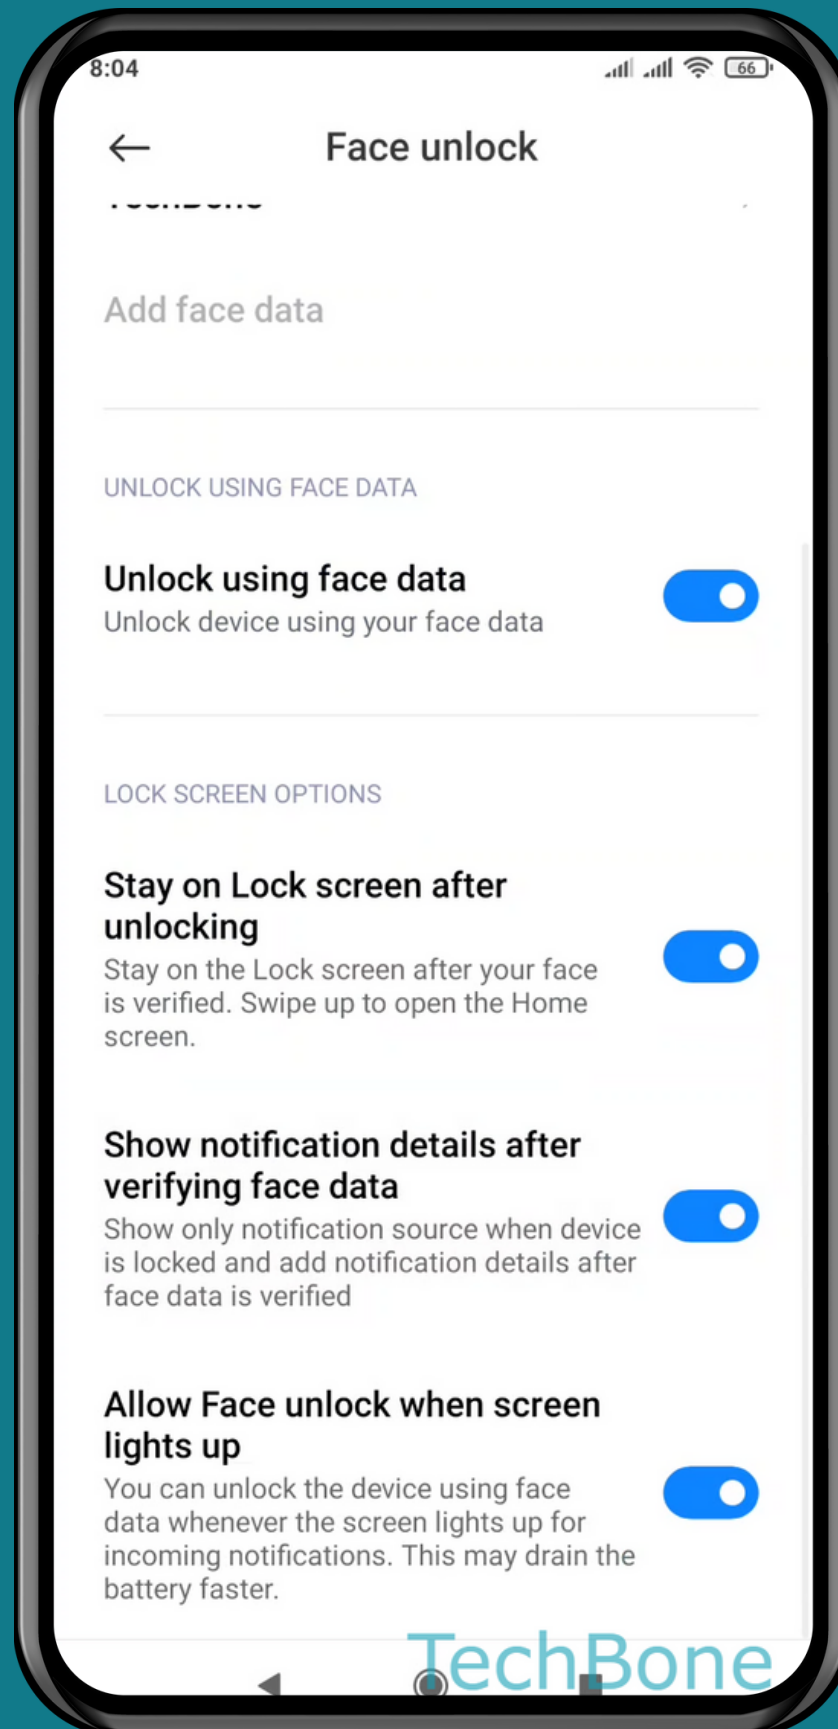 8:04
66
Face unlock
Add face data
UNLOCK USING FACE DATA
Unlock using face data
Unlock device using your face data
LOCK SCREEN OPTIONS
Stay on Lock screen after
unlocking
Stay on the Lock screen after your face
is verified. Swipe up to open the Home
screen.
Show notification details after
verifying face data
Show only notification source when device
is locked and add notification details after
face data is verified
Allow Face unlock when screen
lights up
You can unlock the device using face
data whenever the screen lights up for
incoming notifications. This may drain the
battery faster.
TechBone